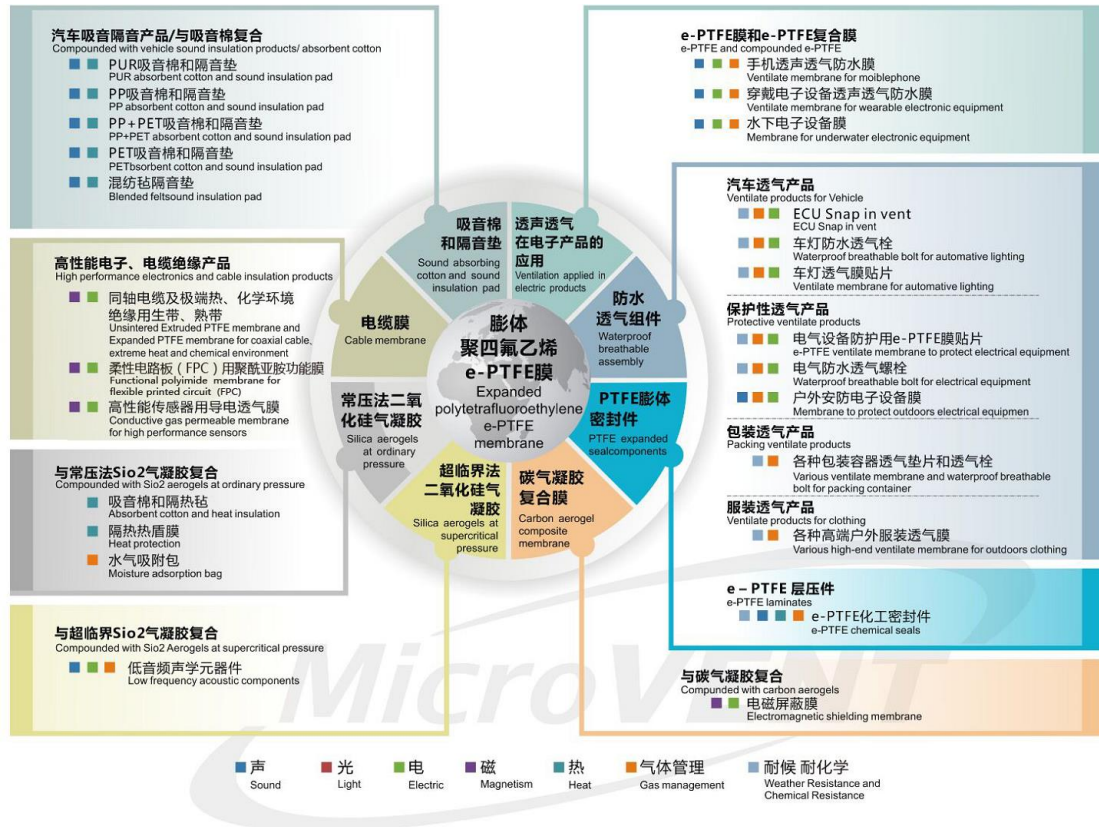 汽车吸音隔音产品/与吸音棉复合
Compounded with vehicle sound insulation products/ absorbent cotton
PUR吸音棉和隔音垫
PUR absorbent cotton and sound insulation pad
PP吸音棉和隔音垫
PP absorbent cotton and sound insulation pad
PP+PET吸音棉和隔音垫
PP+PET absorbent cotton and sound insulation pad
PET吸音棉和隔音垫
PETbsorbent cotton and sound insulation pad
混纺毡隔音垫
Blended feltsound insulation pad
高性能电子、电缆绝缘产品
High performance electronics and cable insulation products
同轴电缆及极端热、化学环境
绝缘用生带、熟带
Unsintered Extruded PTFE membrane and
Expanded PTFE membrane for coaxial cable,
extreme heat and chemical environment
柔性电路板（FPC）用聚酰亚胺功能膜
Functional polyimide membrane for
flexible printed circuit (FPC)
高性能传感器用导电透气膜
Conductive gas permeable membrane
for high performance sensors
与常压法Sio2气凝胶复合
Compounded with Sio2 aerogels at ordinary pressure
吸音棉和隔热毡
Absorbent cotton and heat insulation
隔热热盾膜
Heat protection
水气吸附包
Moisture adsorption bag
与超临界Sio2气凝胶复合
Compounded with Sio2 Aerogels at supercritical pressure
低音频声学元器件
Low frequency acoustic components
吸音棉
和隔音垫
Sound absorbing
cotton and sound
insulation pad
透声透气
在电子产品的
应用
Ventilation applied in
electric products
电缆膜
Cable membrane
防水
透气组件
Waterproof
breathable
assembly
膨体
聚四氟乙烯
e-PTFE膜
Expanded
polytetrafluoroethylene
e-PTFE
membrane
常压法二氧
化硅气凝胶
Silica aerogels
at ordinary
pressure
PTFE膨体
密封件
PTFE expanded
sealcomponents
超临界法
二氧化硅气
凝胶
Silica aerogels at
supercritical
pressure
碳气凝胶
复合膜
Carbon aerogel
composite
membrane
e-PTFE膜和e-PTFE复合膜
e-PTFE and compounded e-PTFE
手机透声透气防水膜
Ventilate membrane for moiblephone
穿戴电子设备透声透气防水膜
Ventilate membrane for wearable electronic equipment
水下电子设备膜
Membrane for underwater electronic equipment
汽车透气产品
Ventilate products for Vehicle
ECU Snap in vent
ECU Snap in vent
车灯防水透气栓
Waterproof breathable bolt for automative lighting
车灯透气膜贴片
Ventilate membrane for automative lighting
保护性透气产品
Protective ventilate products
电气设备防护用e-PTFE膜贴片
e-PTFE ventilate membrane to protect electrical equipment
电气防水透气螺栓
Waterproof breathable bolt for electrical equipment
户外安防电子设备膜
Membrane to protect outdoors electrical equipmen
包装透气产品
Packing ventilate products
各种包装容器透气垫片和透气栓
Various ventilate membrane and waterproof breathable
bolt for packing container
服装透气产品
Ventilate products for clothing
各种高端户外服装透气膜
Various high-end ventilate membrane for outdoors clothing
e – PTFE 层压件
e-PTFE laminates
e-PTFE化工密封件
e-PTFE chemical seals
与碳气凝胶复合
Compunded with carbon aerogels
电磁屏蔽膜
Electromagnetic shielding membrane
MicroVENT
声
Sound
光
Light
电
Electric
磁
Magnetism
热
Heat
气体管理
Gas management
耐候 耐化学
Weather Resistance and
Chemical Resistance